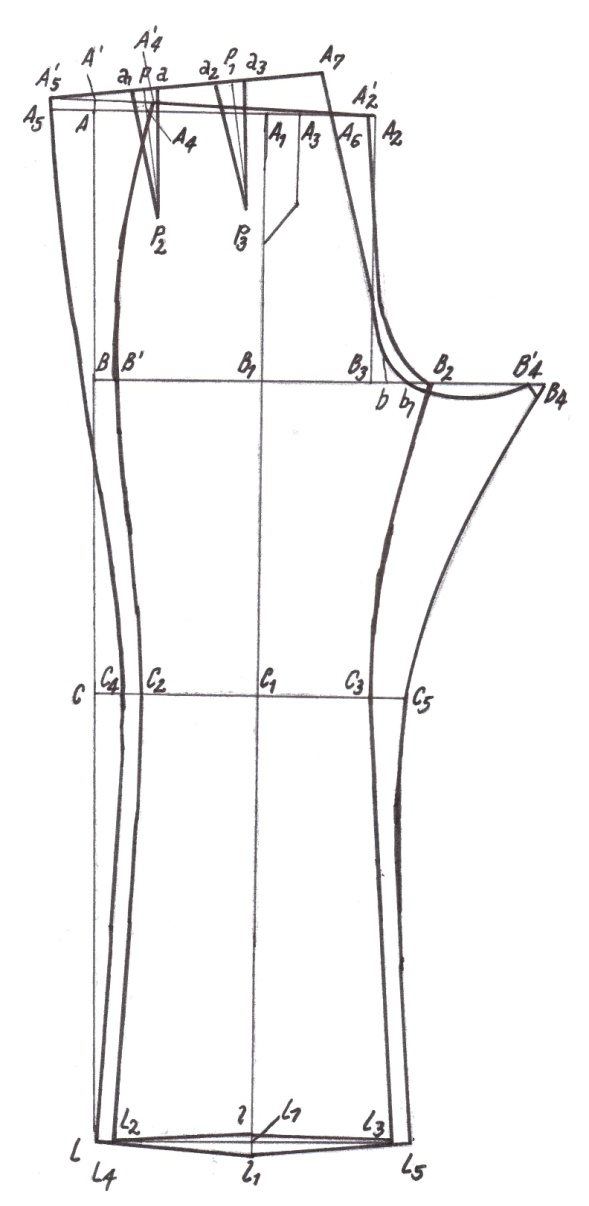 A'4
A' A7
P1
A'5 a1 P a a2 a3
A'2
A5 A A4 A1 A3 A6 A2
P2 P3
B B' B1 B3 B2 B'4
b b1 B4
C C4 C2 C1 C3 C5
L2 l L1 L3
L
L4 l1 L5